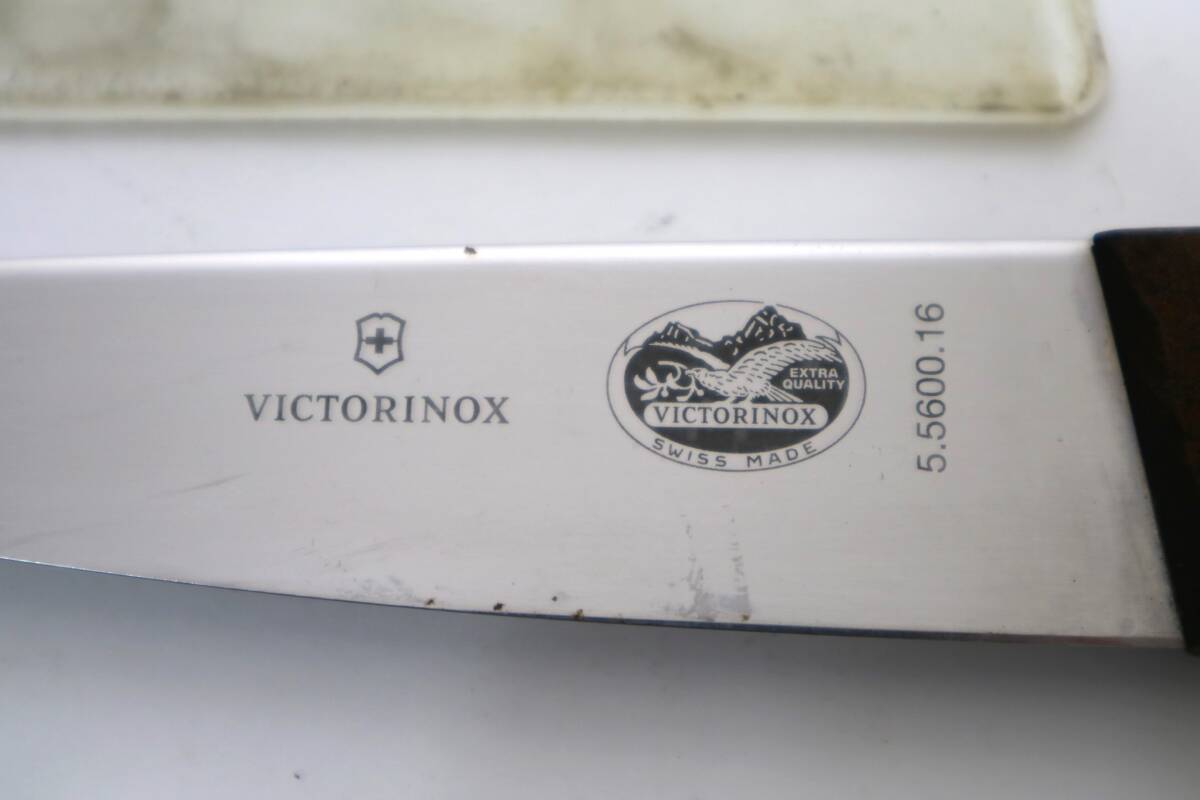 VICTORINOX
EXTRA
QUALITY
VICTORINOX
SWISS MADE
5.5600.16